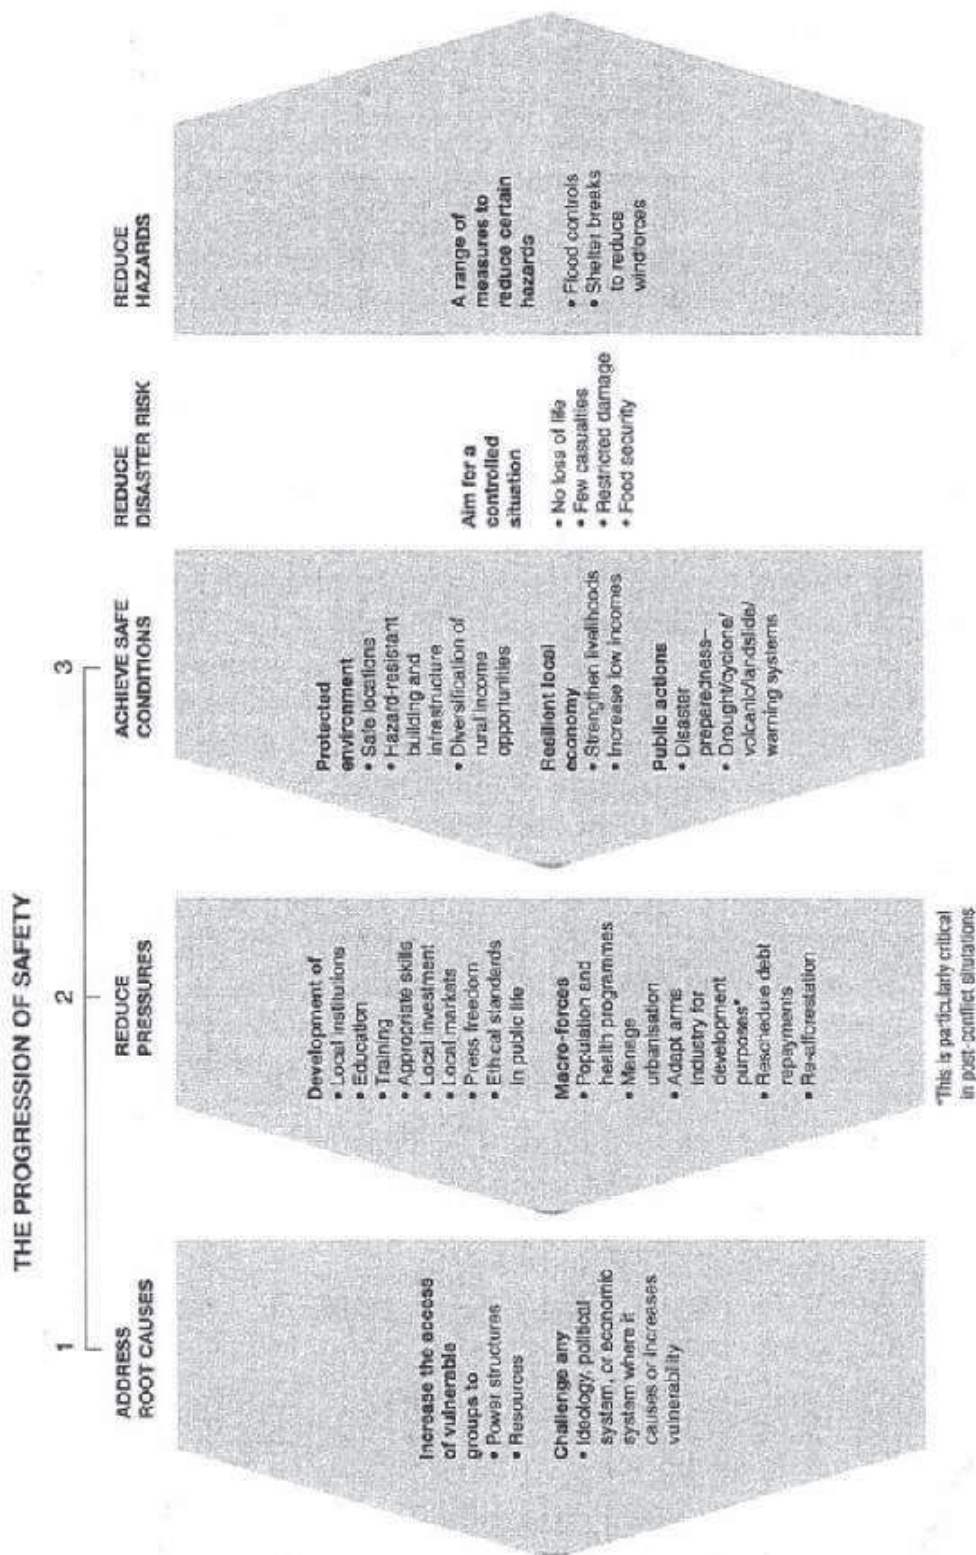 THE PROGRESSION OF SAFETY
1
2
3
ADDRESS
ROOT CAUSES
Increase the access
of vulnerable
groups to
• Power structures
• Resources
Challenge any
• Ideology, political
system, or economic
system where it
causes or increases
vulnerability
REDUCE
PRESSURES
Development of
• Local institutions
• Education
• Training
• Appropriate skills
• Local investment
• Local markets
• Press freedom
• Ethical standards
in public life
Macro-forces
• Population and
health programmes
• Manage
urbanisation
• Adapt arms
industry for
development
purposes*
• Reschedule debt
repayments
• Re-afforestation
*This is particularly critical
in post-conflict situtations
ACHIEVE SAFE
CONDITIONS
Protected
environment
• Safe locations
• Hazard-resistant
building and
infrastructure
• Diversification of
rural income
opportunities
Resilient local
economy
• Strengthen livelihoods
• Increase low incomes
Public actions
• Disaster
preparedness–
• Drought/cyclone/
volcanic/landslide/
warning systems
REDUCE
DISASTER RISK
Aim for a
controlled
situation
• No loss of life
• Few casualties
• Restricted damage
• Food security
REDUCE
HAZARDS
A range of
measures to
reduce certain
hazards
• Flood controls
• Shelter breaks
to reduce
windforces